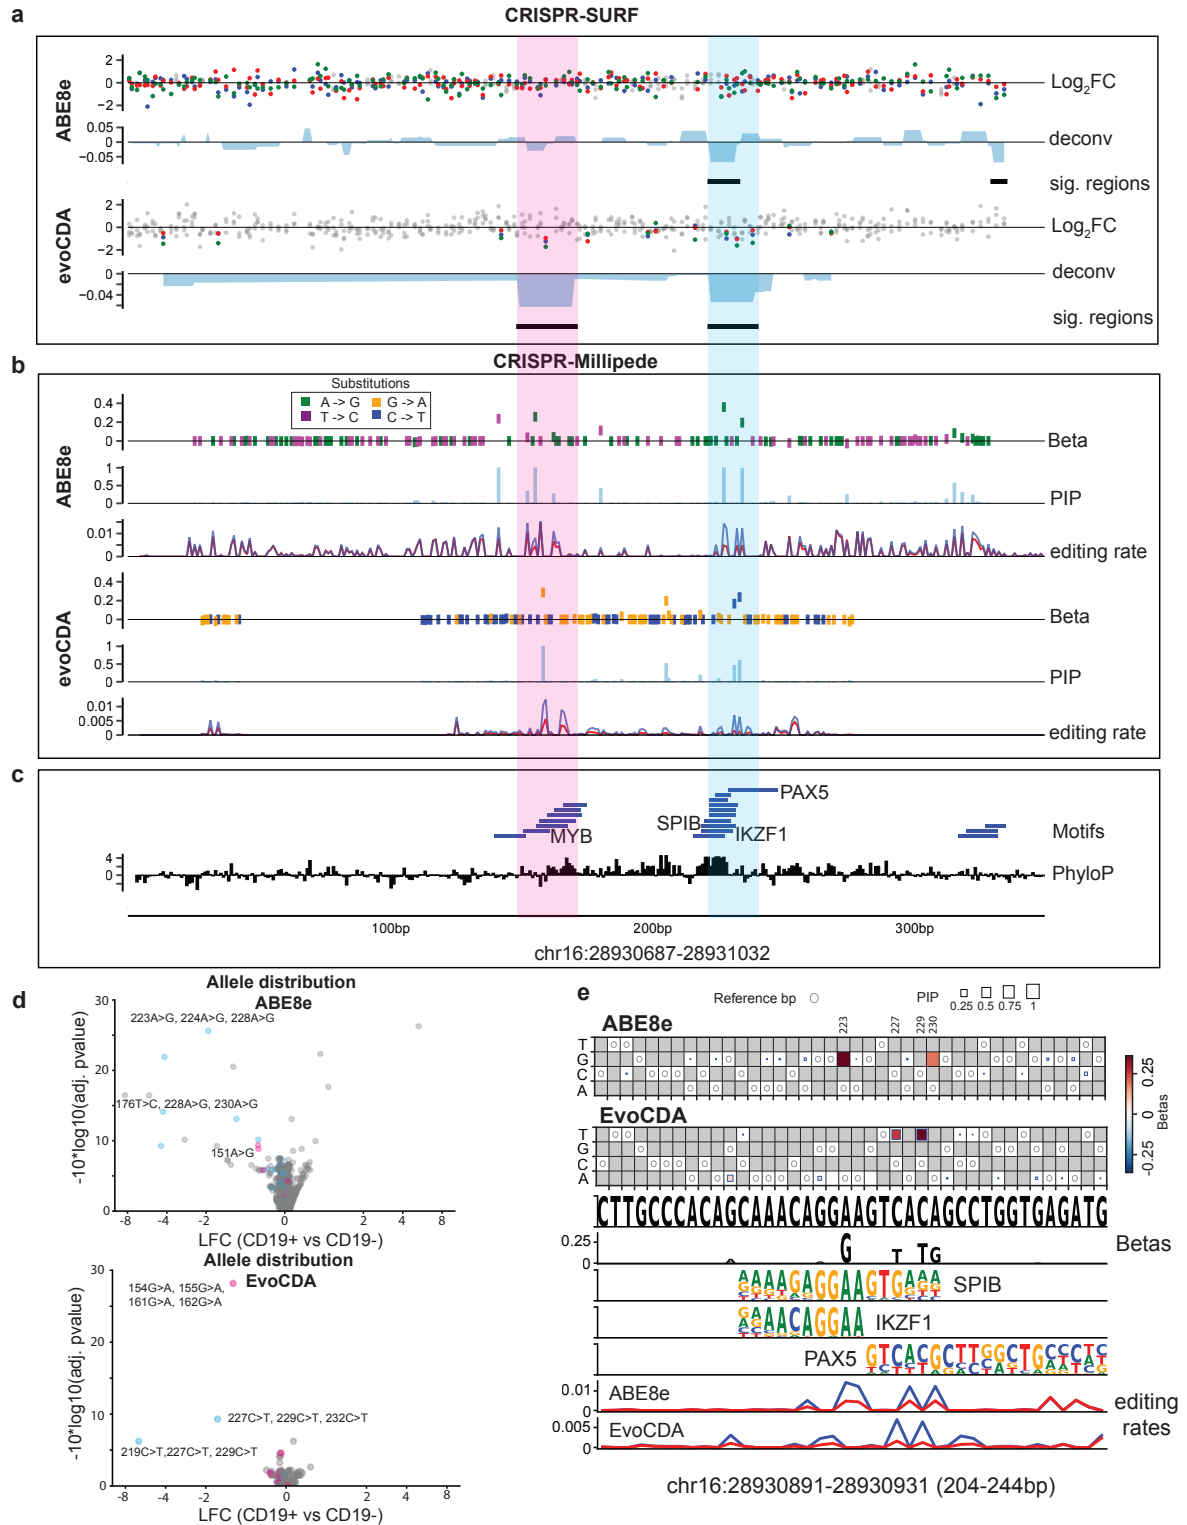 a
CRISPR-SURF
ABE8e
2
0
−2
Log2FC
0.05
0
−0.05
deconv
sig. regions
evoCDA
2
0
−2
Log2FC
0
−0.04
deconv
sig. regions
b
CRISPR-Millipede
Substitutions
A -> G
G -> A
T -> C
C -> T
ABE8e
0.4
0.2
0
Beta
1
0.5
0
PIP
0.01
0
editing rate
evoCDA
0.4
0.2
0
Beta
1
0.5
0
PIP
0.01
0.005
0
editing rate
c
PAX5
SPIB
IKZF1
MYB
Motifs
4
0
PhyloP
100bp
200bp
300bp
chr16:28930687-28931032
d
Allele distribution
ABE8e
-10*log10(adj. pvalue)
30
20
10
0
223A>G, 224A>G, 228A>G
176T>C, 228A>G, 230A>G
151A>G
-8 -4 -2 0 2 4 8
LFC (CD19+ vs CD19-)
Allele distribution
EvoCDA
-10*log10(adj. pvalue)
30
20
10
0
154G>A, 155G>A,
161G>A, 162G>A
227C>T, 229C>T, 232C>T
219C>T,227C>T, 229C>T
-8 -4 -2 0 2 4 8
LFC (CD19+ vs CD19-)
e
Reference bp
PIP
0.25 0.5 0.75 1
ABE8e
223 227 229 230
T
G
C
A
EvoCDA
T
G
C
A
0.25
0
-0.25
Betas
CTTGCCCACAGCAAACAGGAAGTCACAGCCTGGTGAGATG
0.25
0
G T TG
Betas
SPIB
IKZF1
PAX5
0.01
0
ABE8e
0.005
0
EvoCDA
editing
rates
chr16:28930891-28930931 (204-244bp)